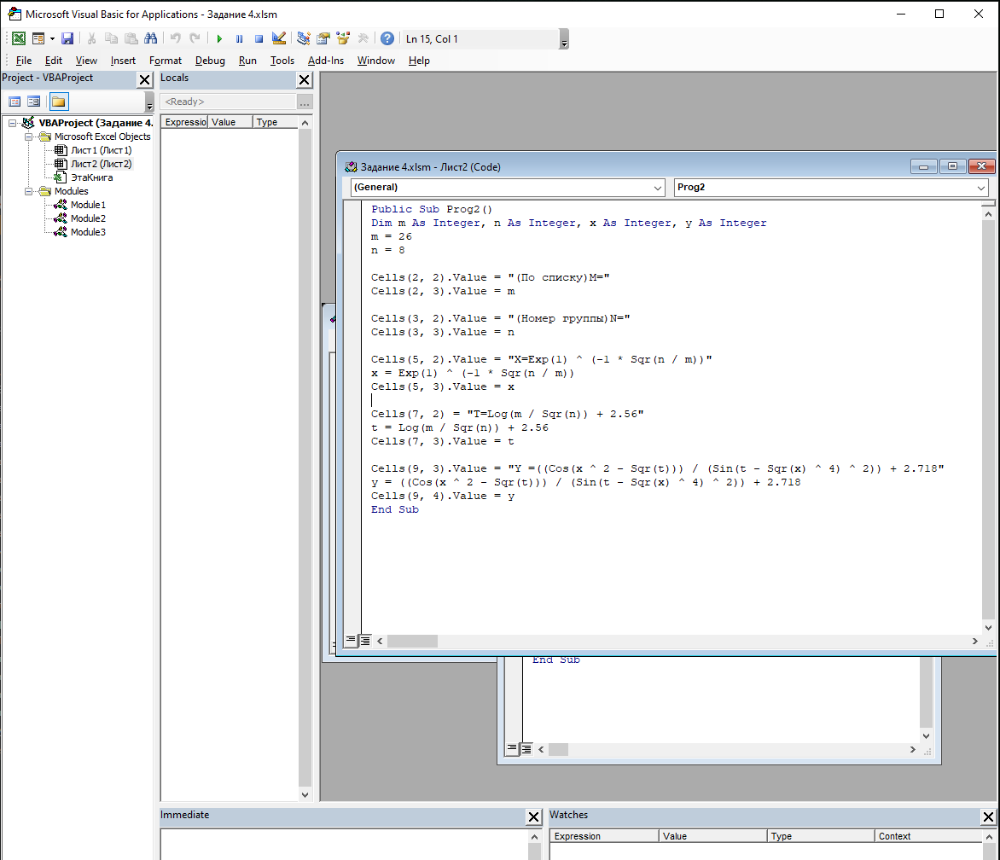 Microsoft Visual Basic for Applications - Задание 4.xlsm
Ln 15, Col 1
File Edit View Insert Format Debug Run Tools Add-Ins Window Help
Project - VBAProject
VBAProject (Задание 4.
Microsoft Excel Objects
Лист1 (Лист1)
Лист2 (Лист2)
ЭтаКнига
Modules
Module1
Module2
Module3
Locals
<Ready>
...
Expressio Value Type
Задание 4.xlsm - Лист2 (Code)
(General) Prog2
Public Sub Prog2()
Dim m As Integer, n As Integer, x As Integer, y As Integer
m = 26
n = 8
Cells(2, 2).Value = "(По списку)M="
Cells(2, 3).Value = m
Cells(3, 2).Value = "(Номер группы)N="
Cells(3, 3).Value = n
Cells(5, 2).Value = "X=Exp(1) ^ (-1 * Sqr(n / m))"
x = Exp(1) ^ (-1 * Sqr(n / m))
Cells(5, 3).Value = x
Cells(7, 2) = "T=Log(m / Sqr(n)) + 2.56"
t = Log(m / Sqr(n)) + 2.56
Cells(7, 3).Value = t
Cells(9, 3).Value = "Y =((Cos(x ^ 2 - Sqr(t))) / (Sin(t - Sqr(x) ^ 4) ^ 2)) + 2.718"
y = ((Cos(x ^ 2 - Sqr(t))) / (Sin(t - Sqr(x) ^ 4) ^ 2)) + 2.718
Cells(9, 4).Value = y
End Sub
End Sub
Immediate
Watches
Expression Value Type Context